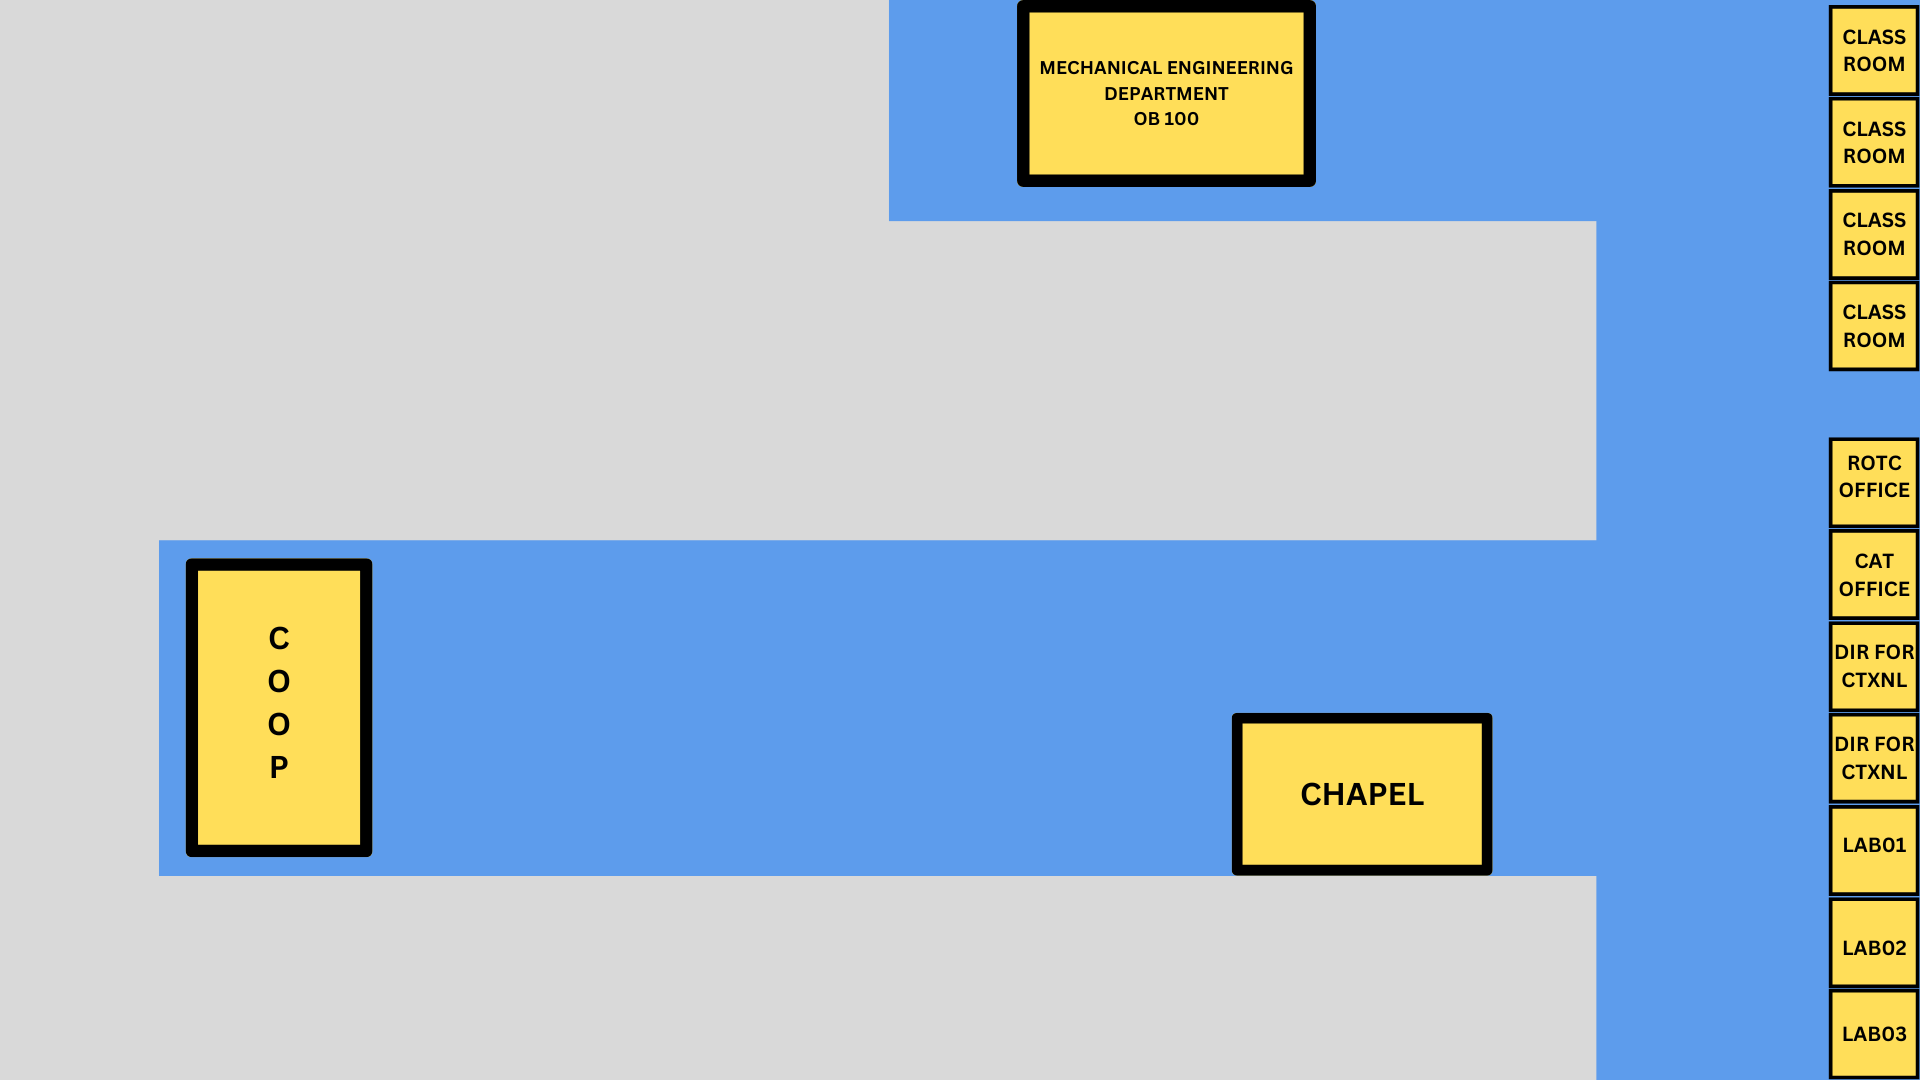 MECHANICAL ENGINEERING
DEPARTMENT
OB 100
CLASS
ROOM
CLASS
ROOM
CLASS
ROOM
CLASS
ROOM
ROTC
OFFICE
CAT
OFFICE
DIR FOR
CTXNL
DIR FOR
CTXNL
LAB01
LAB02
LAB03
C
O
O
P
CHAPEL